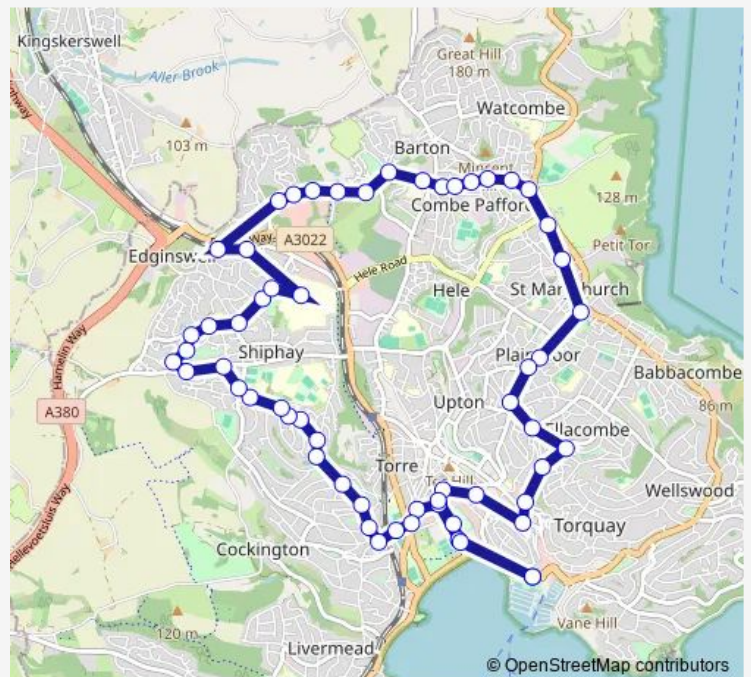 Kingskerswell
Great Hill
180 m
Aller Brook
Watcombe
103 m
Barton
Combe Pafford
128 m
Petit Tor
Way
A3022
Edginswell
Hele Road
Hele
St Marychurch
Hamelin Way
Shiphay
Plainmoor
Babbacombe
A380
86 m
Upton
Ellacombe
Torre
Wellswood
Torquay
Cockington
Vane Hill
120 m
Livermead
© OpenStreetMap contributors